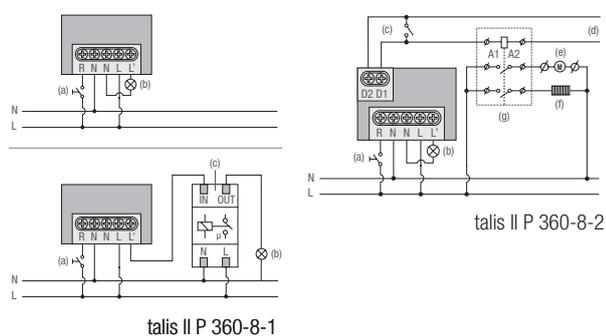 R N N L L'
(a)
(b)
N
L
(c)
IN OUT
R N N L L'
μ
(a)
N L
(b)
N
L
talis II P 360-8-1
(c)
(d)
A1 A2
(e)
M
D2 D1
(f)
(g)
R N N L L'
(a)
(b)
N
L
talis II P 360-8-2